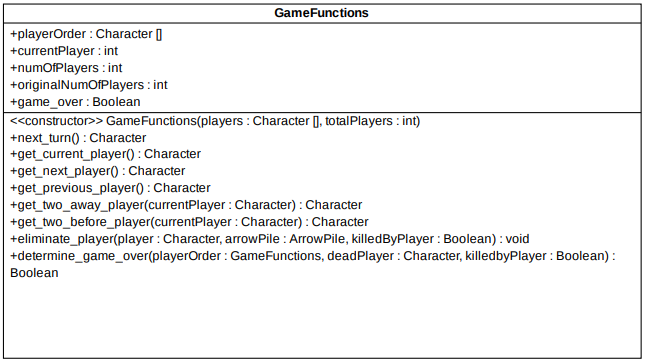 GameFunctions
+playerOrder : Character []
+currentPlayer : int
+numOfPlayers : int
+originalNumOfPlayers : int
+game_over : Boolean
<<constructor>> GameFunctions(players : Character [], totalPlayers : int)
+next_turn() : Character
+get_current_player() : Character
+get_next_player() : Character
+get_previous_player() : Character
+get_two_away_player(currentPlayer : Character) : Character
+get_two_before_player(currentPlayer : Character) : Character
+eliminate_player(player : Character, arrowPile : ArrowPile, killedByPlayer : Boolean) : void
+determine_game_over(playerOrder : GameFunctions, deadPlayer : Character, killedbyPlayer : Boolean) :
Boolean